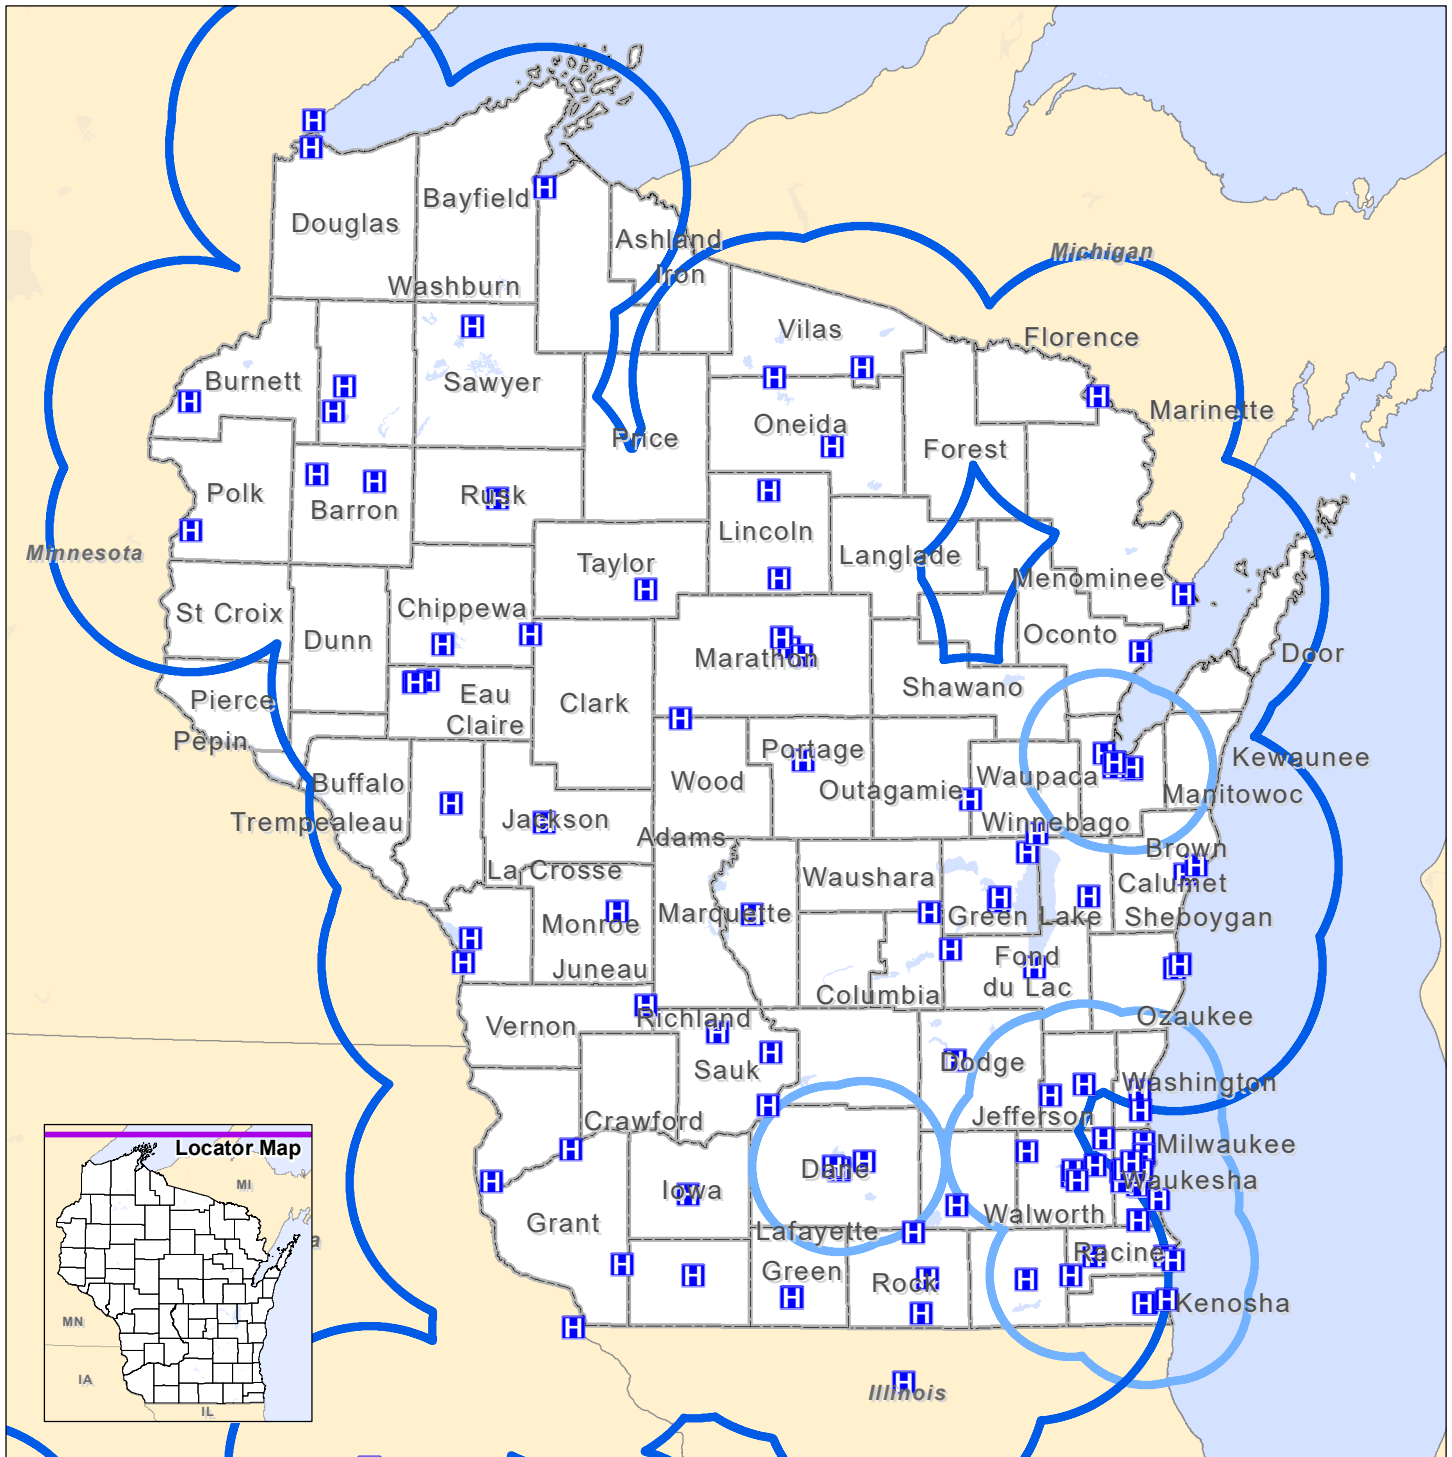 H
H
H
Bayfield
Douglas
Ashland
Michigan
Iron
Washburn
H
Vilas
Florence
H
H
Burnett
H
Sawyer
H
H
H
Marinette
Oneida
Price
H
Forest
H
H
Polk
Rusk
H
Barron
H
H
Lincoln
Minnesota
Taylor
Langlade
H
H
Menominee
H
St Croix
Chippewa
H
Dunn
H
Oconto
H
Marathon
H
Door
Shawano
Pierce
H
Eau
Claire
Clark
H
Pepin
Portage
H
H
H
H
Kewaunee
Buffalo
Wood
Waupaca
Outagamie
H
Manitowoc
H
Trempealeau
Jackson
H
Winnebago
H
Adams
H
Brown
H
La Crosse
Waushara
Calumet
H
H
Monroe
H
Marquette
H
H
Green Lake
H
Sheboygan
H
H
H
Juneau
Fond
du Lac
H
H
Columbia
H
Richland
H
Ozaukee
Vernon
H
Sauk
Dodge
H
H
Washington
H
H
H
Crawford
Jefferson
H
H
H
H
Milwaukee
Dane
H
H
H
Iowa
H
Waukesha
H
H
Grant
Walworth
H
Lafayette
H
H
Green
H
Rock
H
H
H
Racine
H
H
H
H
H
Kenosha
H
H
Illinois
Locator Map
MI
a
MN
IA
IL